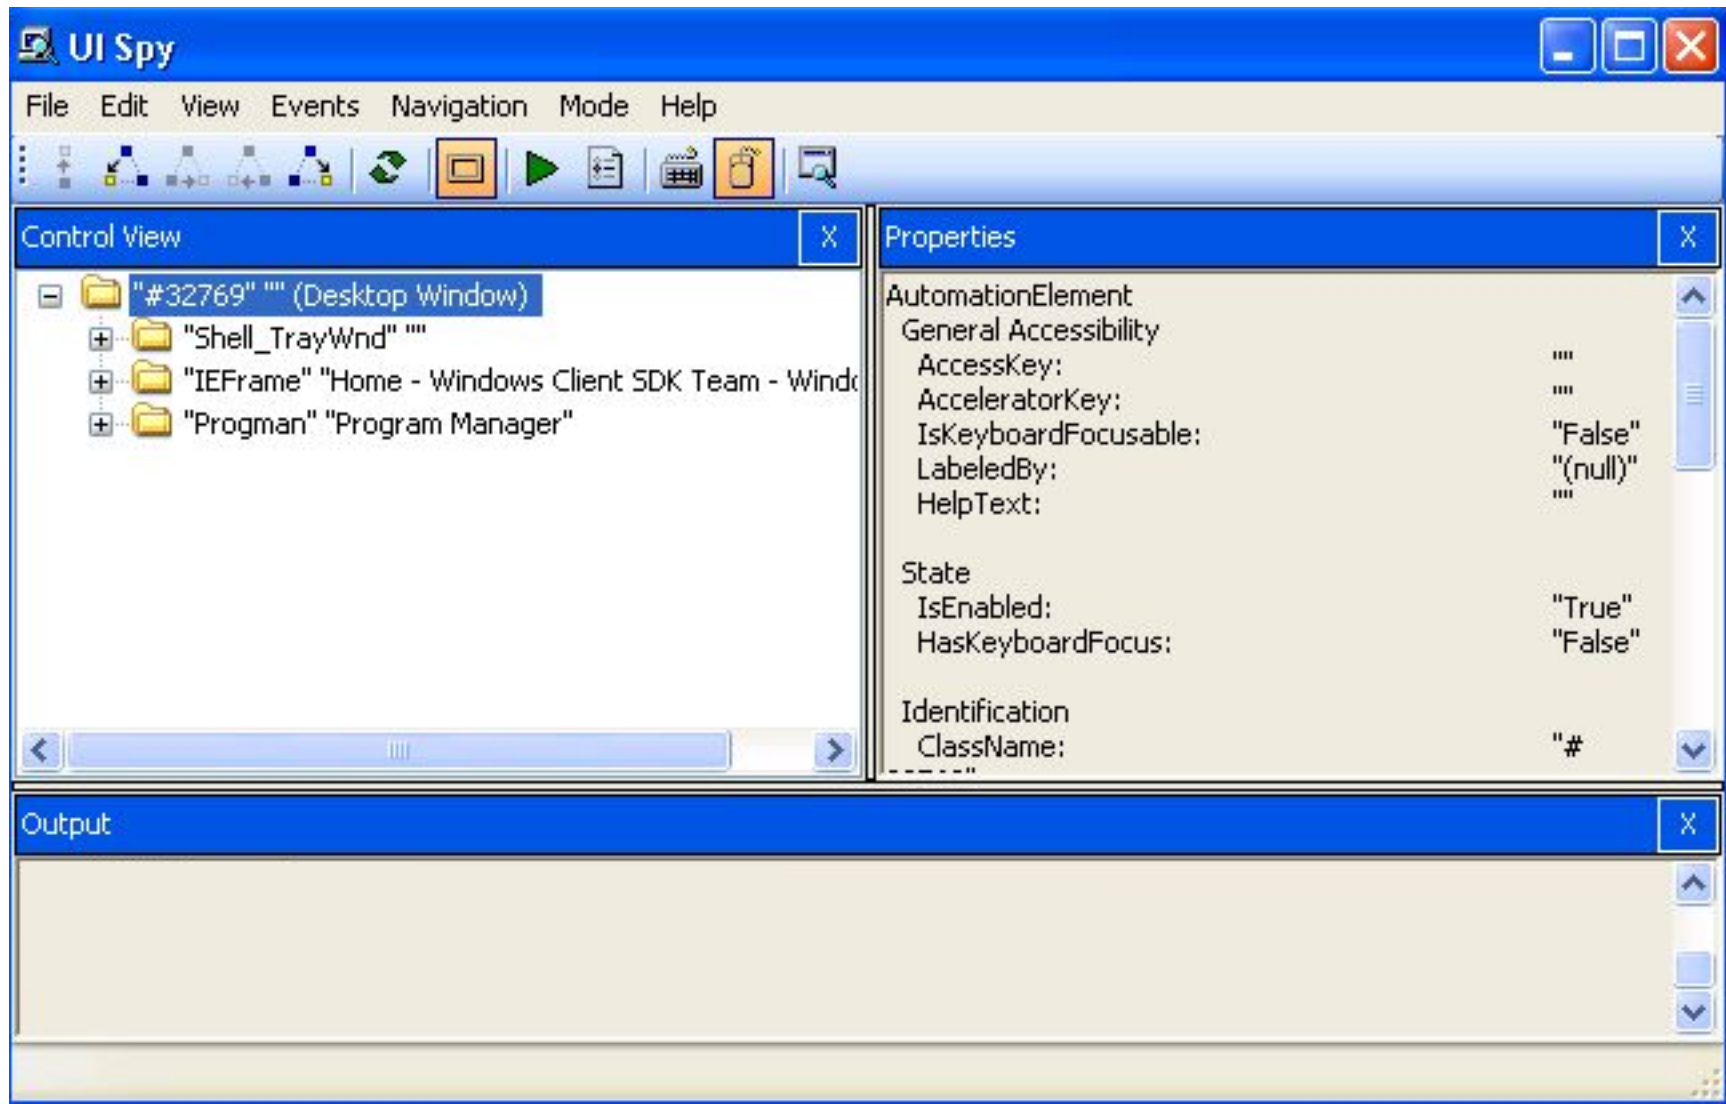 UI Spy
File Edit View Events Navigation Mode Help
Control View X
"#32769" "" (Desktop Window)
"Shell_TrayWnd" ""
"IEFrame" "Home - Windows Client SDK Team - Windo
"Progman" "Program Manager"
Properties X
AutomationElement
General Accessibility
AccessKey: ""
AcceleratorKey: ""
IsKeyboardFocusable: "False"
LabeledBy: "(null)"
HelpText: ""
State
IsEnabled: "True"
HasKeyboardFocus: "False"
Identification
ClassName: "#
Output X